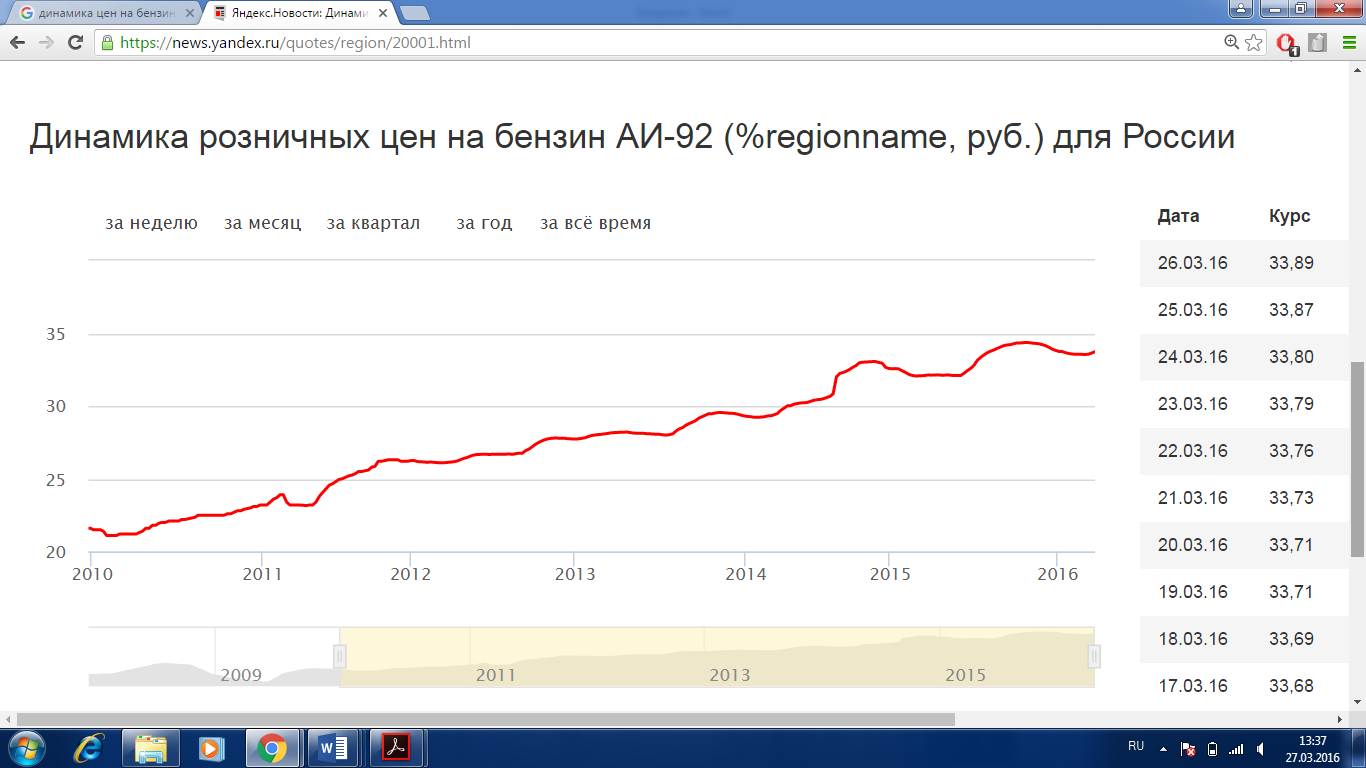 динамика цен на бензин
Яндекс.Новости: Динами
https://news.yandex.ru/quotes/region/20001.html
1
Динамика розничных цен на бензин АИ-92 (%regionname, руб.) для России
за неделю за месяц за квартал за год за всё время
35
30
25
20
2010 2011 2012 2013 2014 2015 2016
2009 2011 2013 2015
Дата Курс
26.03.16 33,89
25.03.16 33,87
24.03.16 33,80
23.03.16 33,79
22.03.16 33,76
21.03.16 33,73
20.03.16 33,71
19.03.16 33,71
18.03.16 33,69
17.03.16 33,68
RU
13:37
27.03.2016